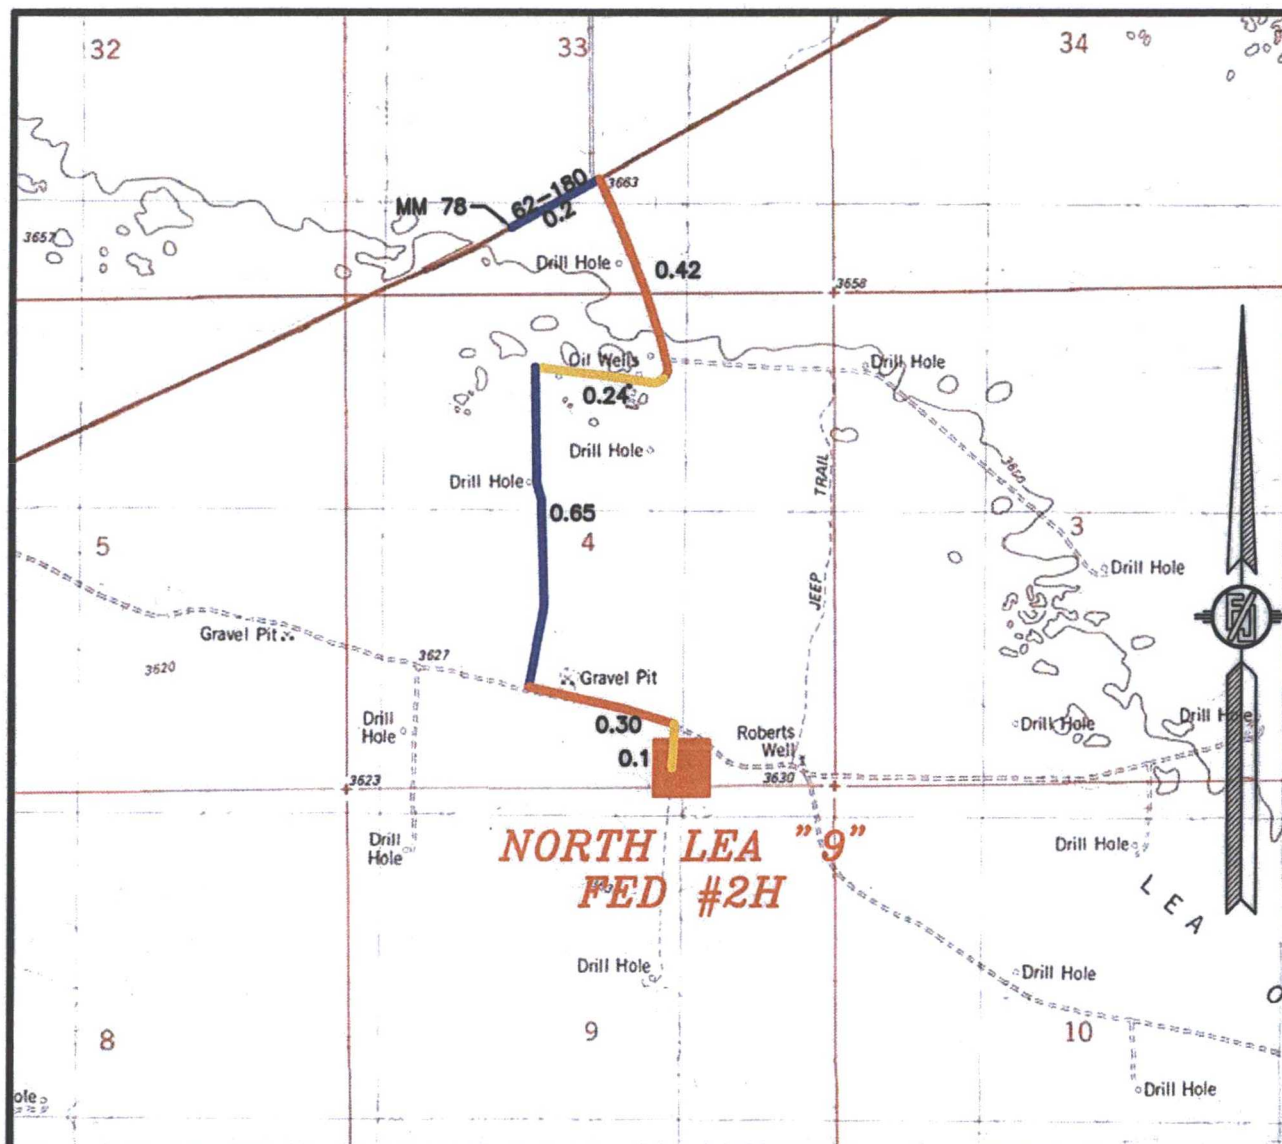 32
33
34
MM 78
62-180
0.2
3663
3657
Drill Hole
0.42
3658
Oil Wells
Drill Hole
0.24
Drill Hole
Drill Hole
0.65
TRAIL
3650
5
4
3
Drill Hole
JEEP
Gravel Pit
3620
3627
Gravel Pit
Drill
Hole
0.30
Roberts
Well
Drill Hole
Drill Hole
0.1
3623
3630
Drill
Hole
NORTH LEA "9"
FED #2H
Drill Hole
LEA
Drill Hole
Drill Hole
8
9
10
Drill Hole